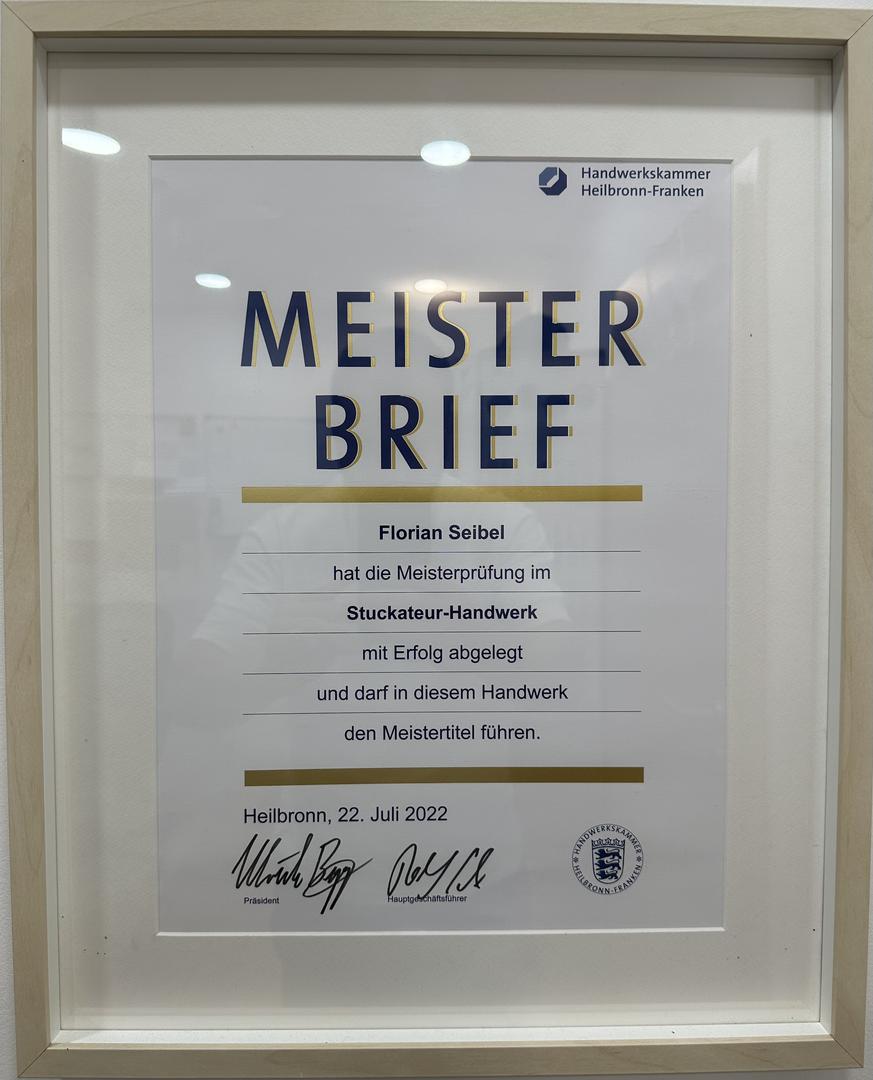 Handwerkskammer
Heilbronn-Franken
MEISTER
BRIEF
Florian Seibel
hat die Meisterprüfung im
Stuckateur-Handwerk
mit Erfolg abgelegt
und darf in diesem Handwerk
den Meistertitel führen.
Heilbronn, 22. Juli 2022
Präsident
Hauptgeschäftsführer
HANDWERKSKAMMER
HEILBRONN-FRANKEN